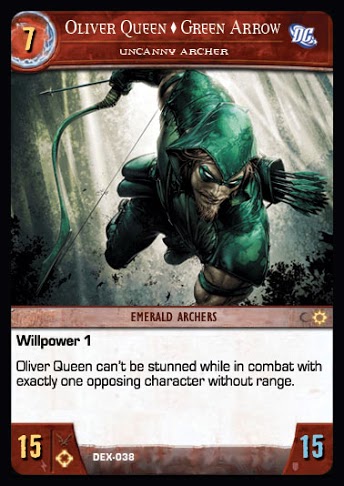 7
Oliver Queen ♦ Green Arrow
DC
UNCANNY ARCHER
EMERALD ARCHERS
C
Willpower 1
Oliver Queen can't be stunned while in combat with
exactly one opposing character without range.
15
DEX-038
15